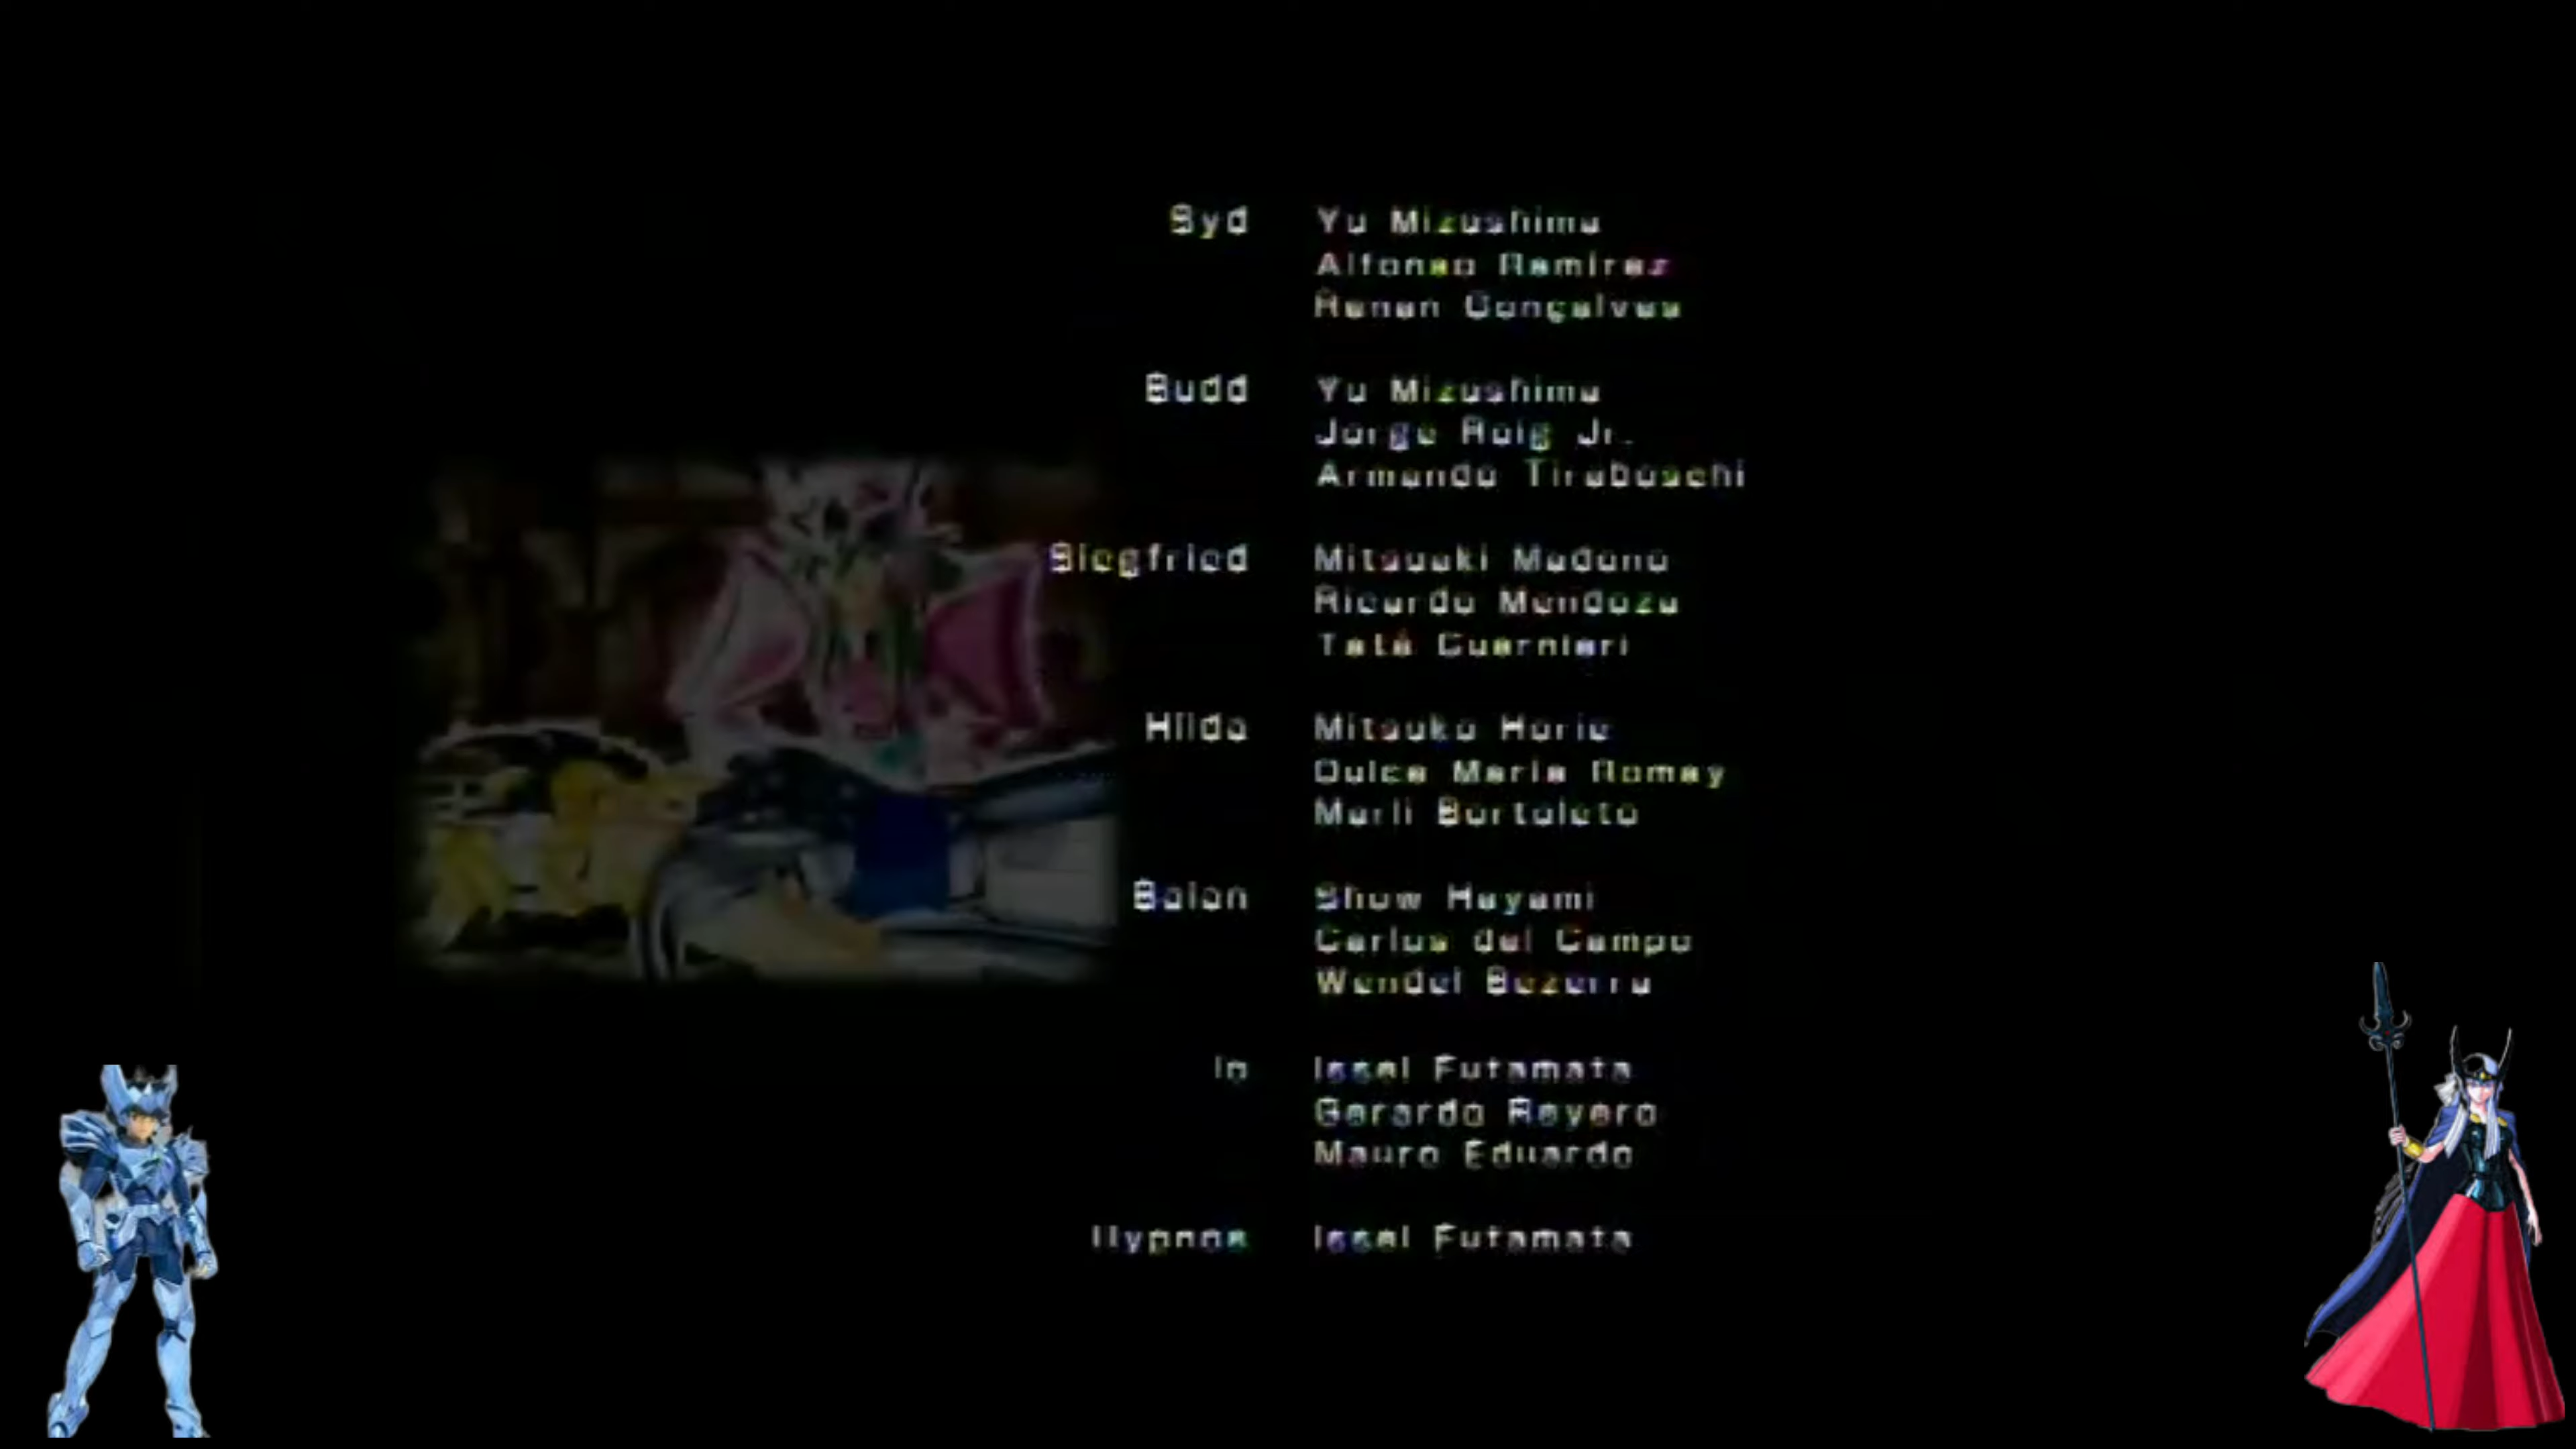 Syd Yu Mizushima
Alfonso Ramirez
Renan Gonçalves
Budd Yu Mizushima
Jorge Roig Jr.
Armando Tiraboschi
Siegfried Mitsuaki Madono
Ricardo Mendoza
Tatá Guarnieri
Hilda Mitsuko Horie
Dulce Maria Romay
Marli Bortoleto
Baian Show Hayami
Carlos del Campo
Wendel Bezerra
Io Issei Futamata
Gerardo Reyero
Mauro Eduardo
Hypnos Issei Futamata